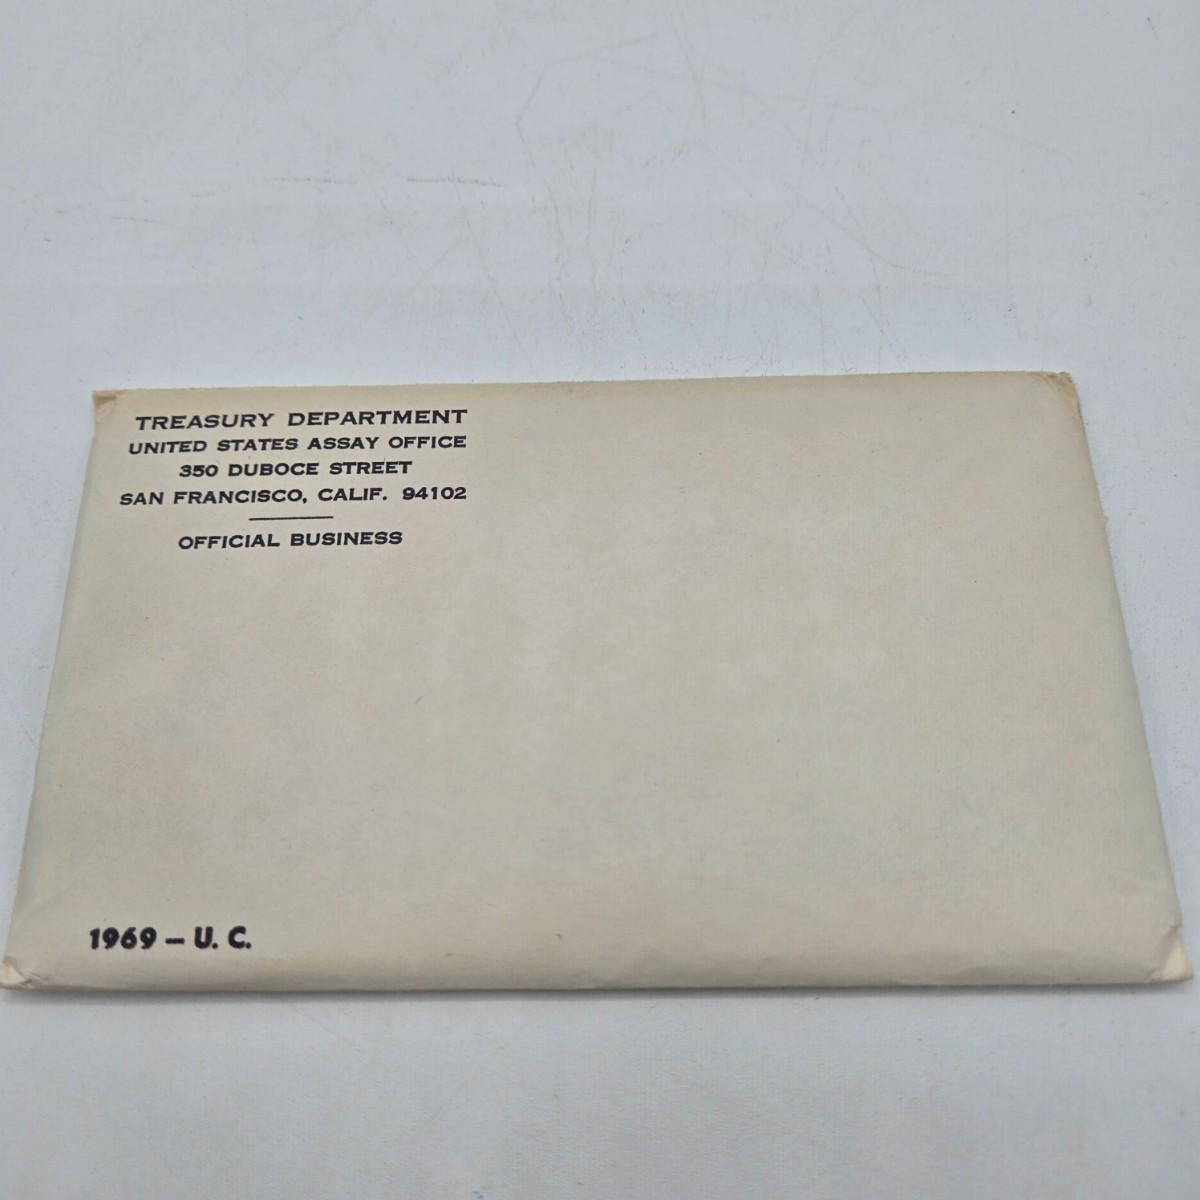 TREASURY DEPARTMENT
UNITED STATES ASSAY OFFICE
350 DUBOCE STREET
SAN FRANCISCO, CALIF. 94102
OFFICIAL BUSINESS
1969 – U. C.